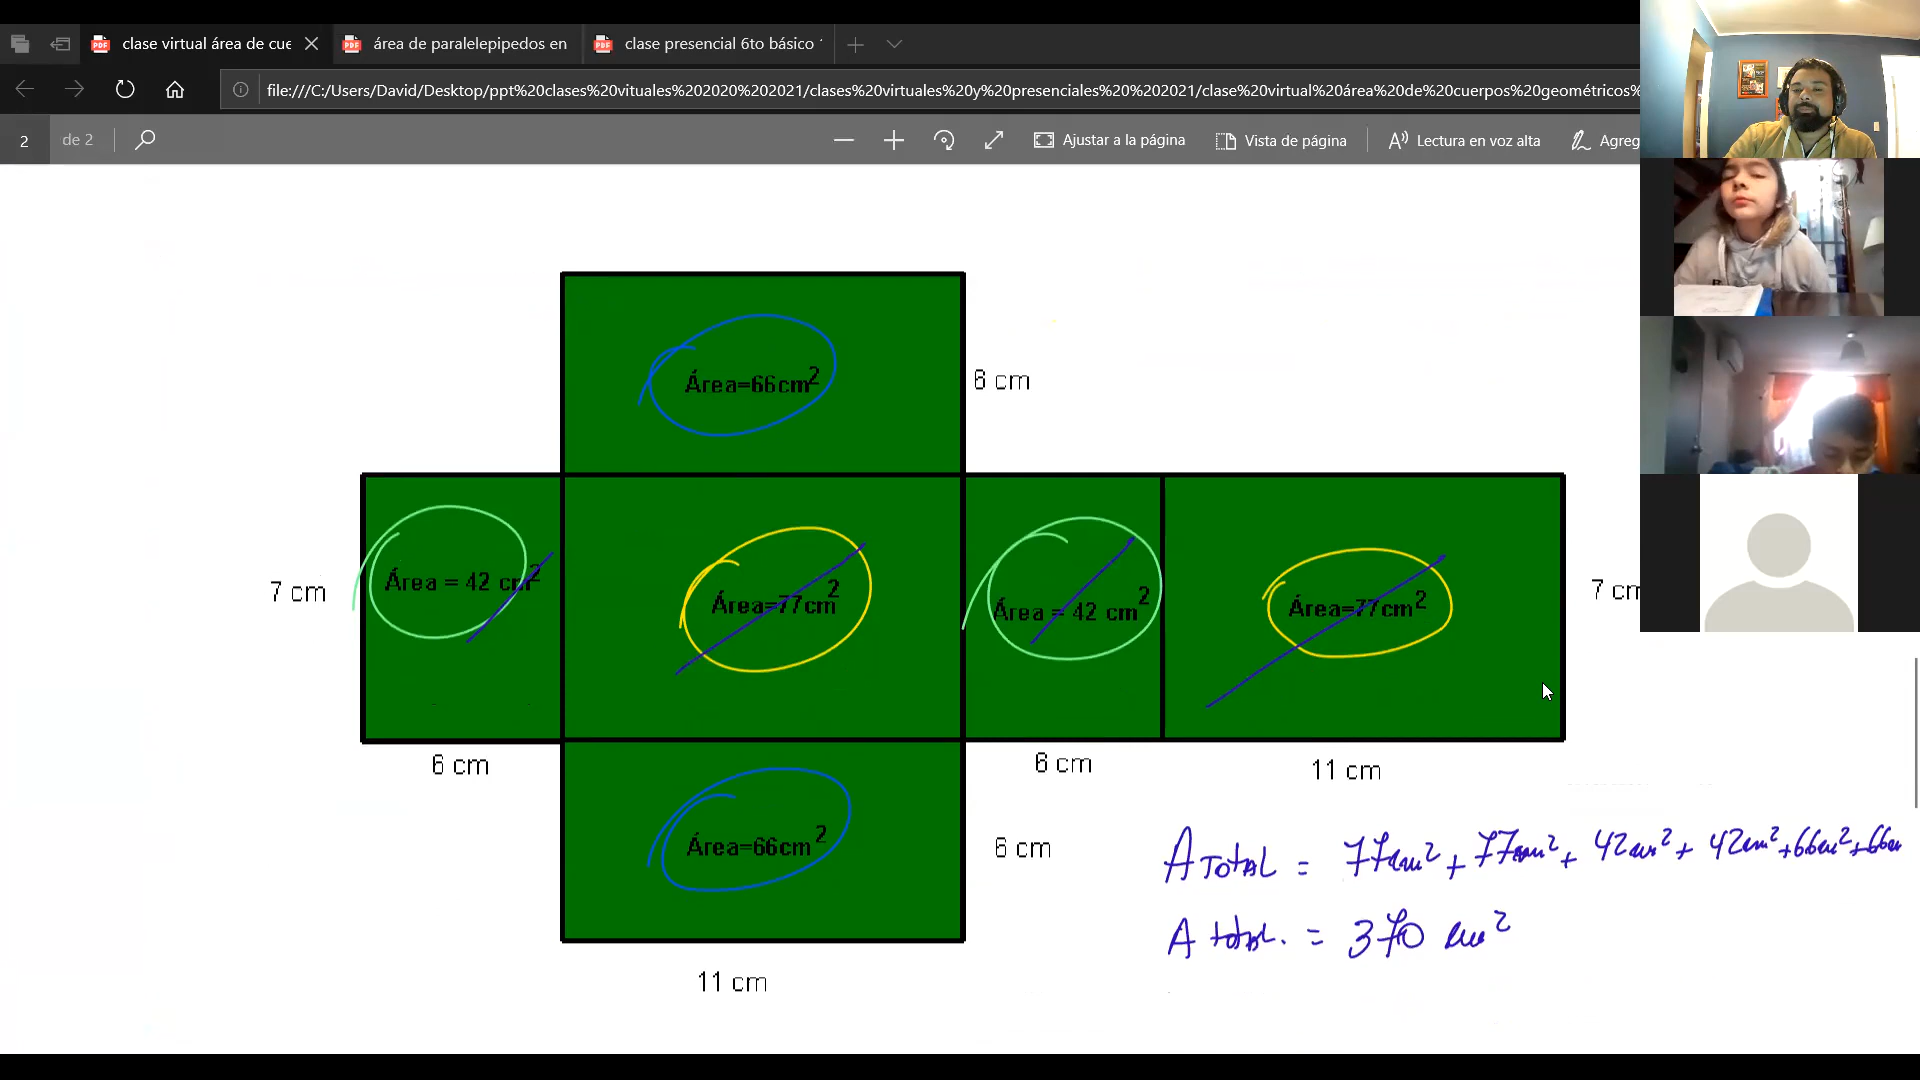 clase virtual área de cue
área de paralelepipedos en
clase presencial 6to básico
file:///C:/Users/David/Desktop/ppt%20clases%20vituales%202020%202021/clases%20virtuales%20y%20presenciales%20%202021/clase%20virtual%20área%20de%20cuerpos%20geométricos%
2 de 2
Ajustar a la página
Vista de página
Lectura en voz alta
Agreg
Área=66cm2
6 cm
7 cm
Área = 42 cm2
Área=77cm2
Área = 42 cm2
Área=77cm2
7 cm
6 cm
6 cm
11 cm
Área=66cm2
6 cm
11 cm
A TOTAL = 77cm2 + 77cm2 + 42cm2 + 42cm2 + 66cm2 + 66cm
A total. = 370 cm2